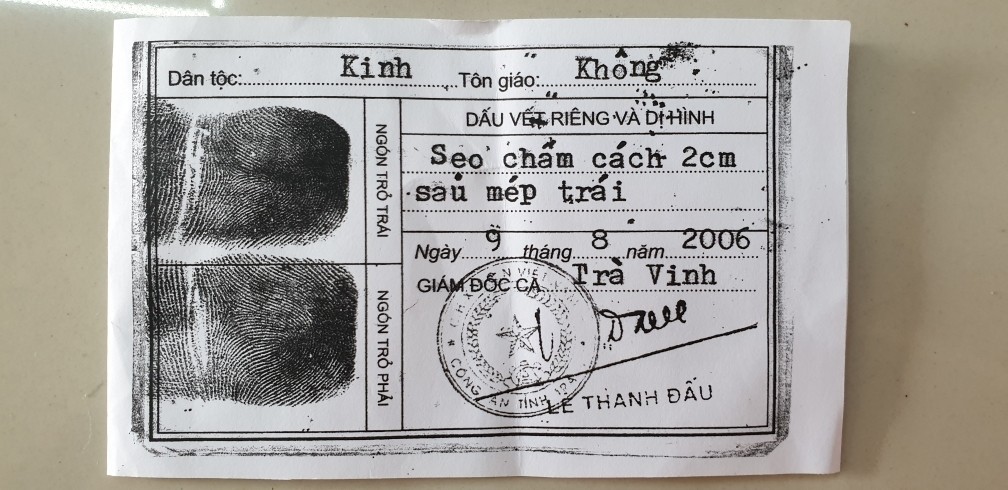 Dân tộc: Kinh Tôn giáo: Không
DẤU VẾT RIÊNG VÀ DỊ HÌNH
Sẹo chấm cách 2cm
sau mép trái
NGÓN TRỎ TRÁI
NGÓN TRỎ PHẢI
Ngày 9 tháng 8 năm 2006
GIÁM ĐỐC CA Trà Vinh
CÔNG AN TỈNH
LÊ THANH ĐẤU